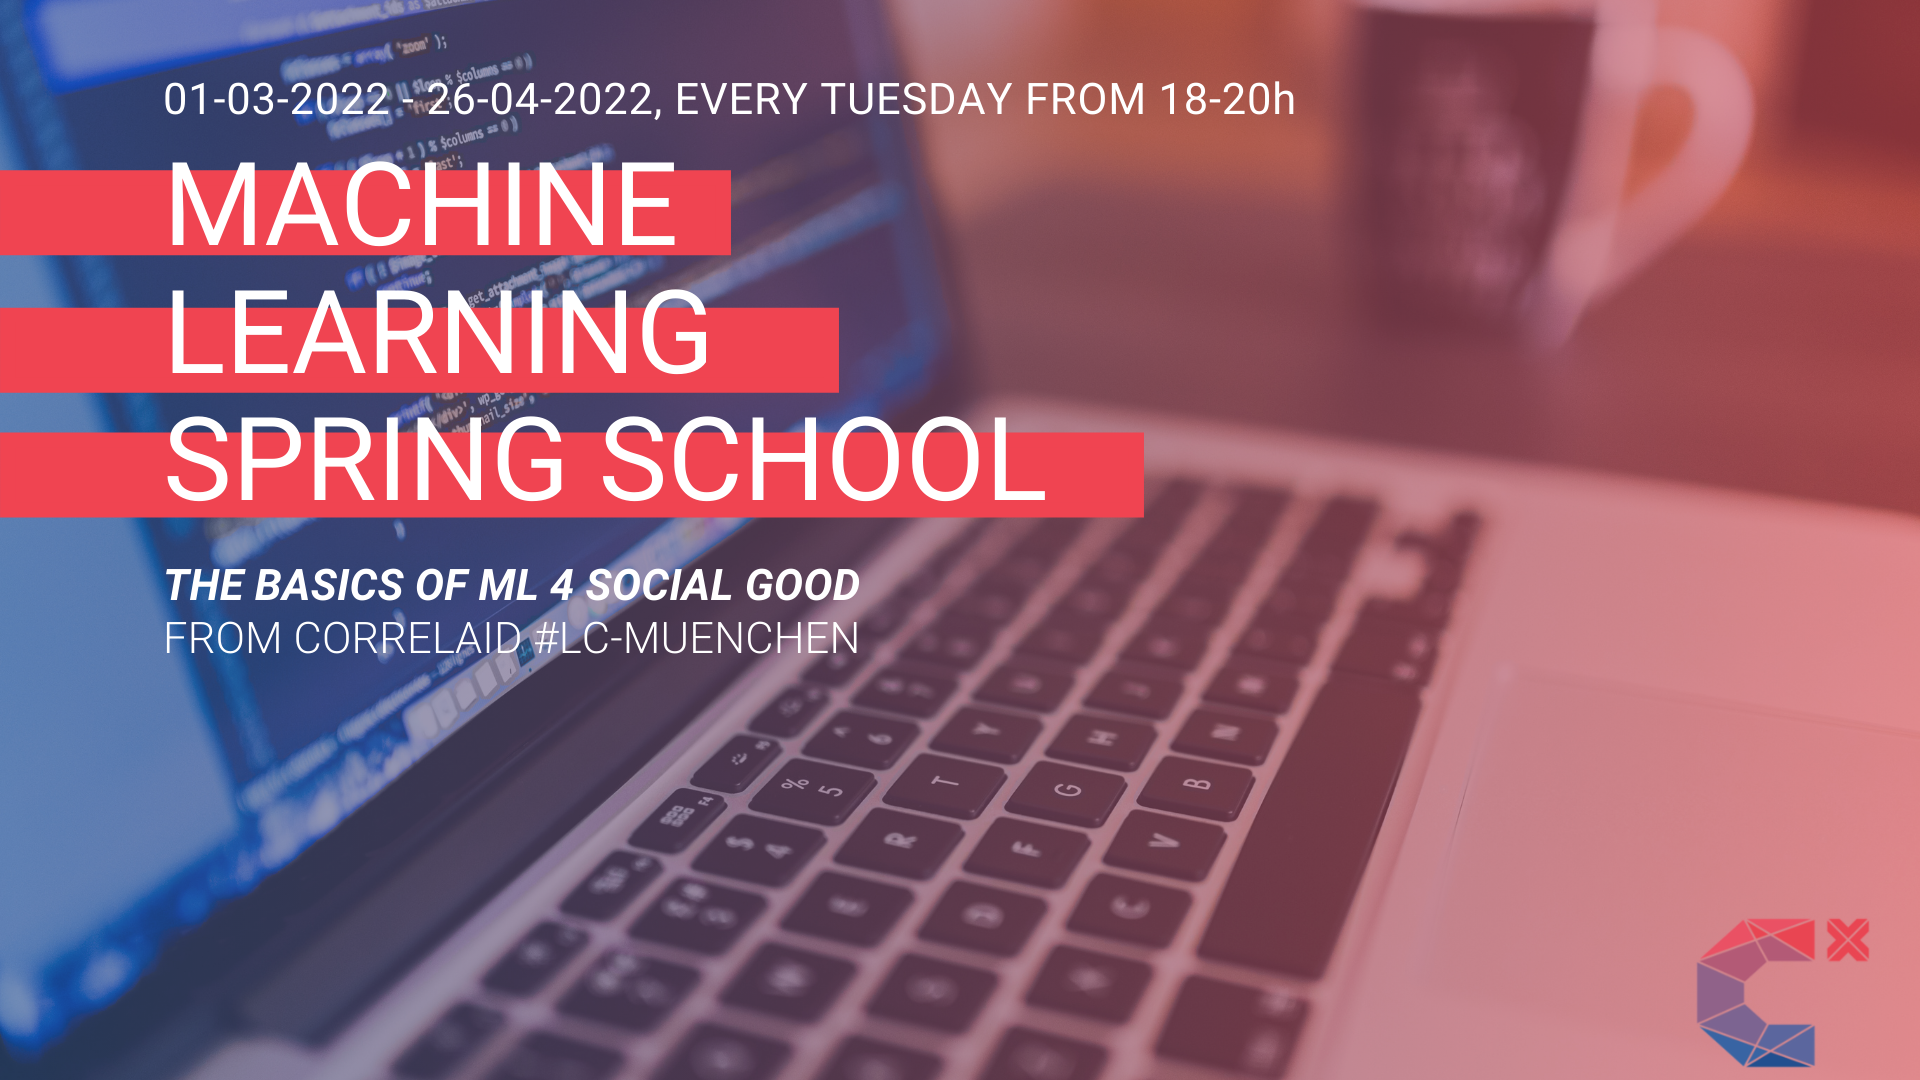 01-03-2022 - 26-04-2022, EVERY TUESDAY FROM 18-20h
MACHINE
LEARNING
SPRING SCHOOL
THE BASICS OF ML 4 SOCIAL GOOD
FROM CORRELAID #LC-MUENCHEN